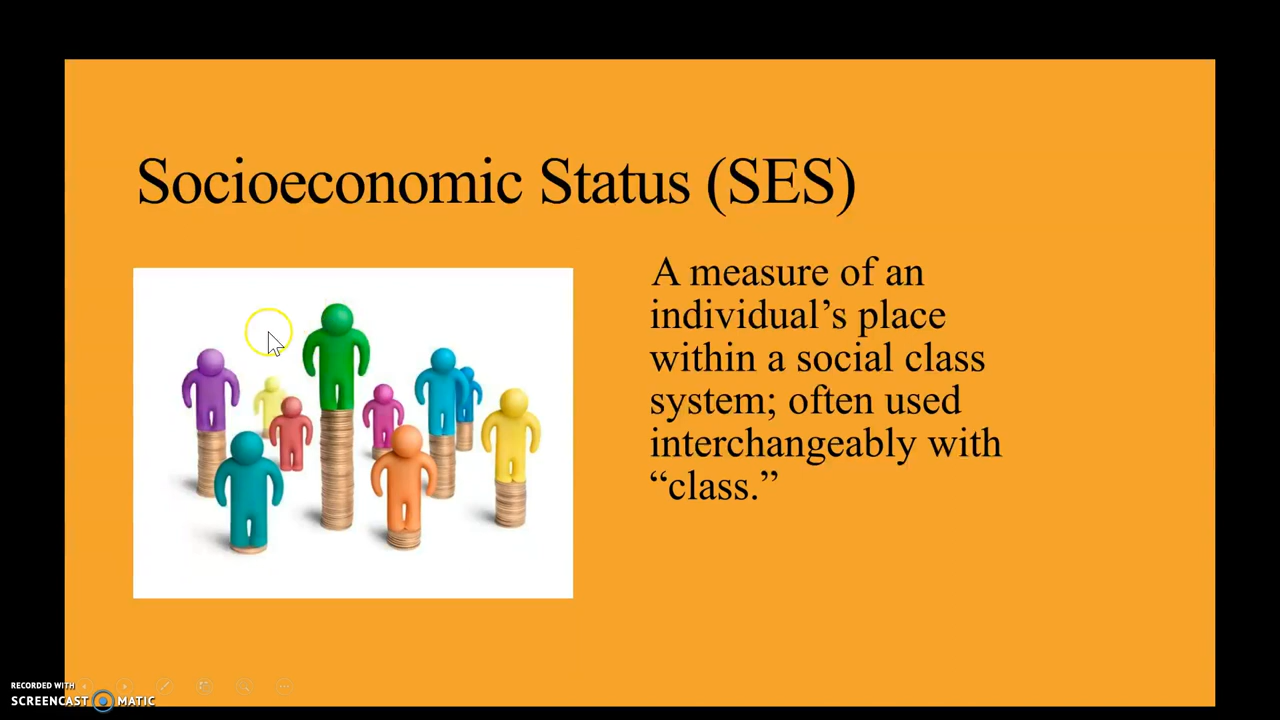 Socioeconomic Status (SES)
A measure of an
individual’s place
within a social class
system; often used
interchangeably with
“class.”
RECORDED WITH
SCREENCAST MATIC